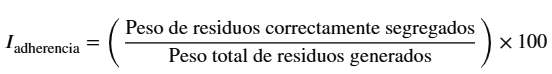 I_adherencia = ( Peso de residuos correctamente segregados / Peso total de residuos generados ) × 100